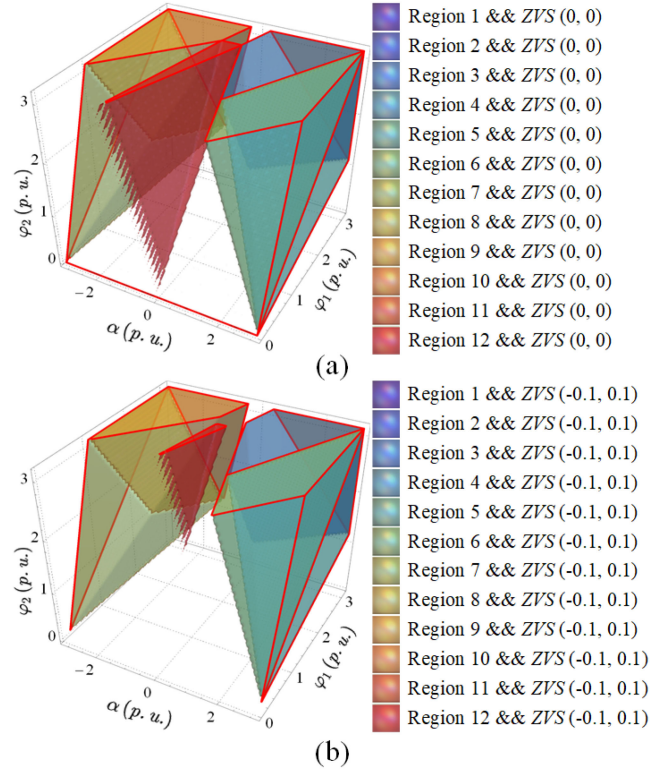 3
2
1
0
φ₂ (p. u.)
−2
0
2
α (p. u.)
0
1
2
3
φ₁ (p. u.)
Region 1 && ZVS (0, 0)
Region 2 && ZVS (0, 0)
Region 3 && ZVS (0, 0)
Region 4 && ZVS (0, 0)
Region 5 && ZVS (0, 0)
Region 6 && ZVS (0, 0)
Region 7 && ZVS (0, 0)
Region 8 && ZVS (0, 0)
Region 9 && ZVS (0, 0)
Region 10 && ZVS (0, 0)
Region 11 && ZVS (0, 0)
Region 12 && ZVS (0, 0)
(a)
3
2
1
0
φ₂ (p. u.)
−2
0
2
α (p. u.)
0
1
2
3
φ₁ (p. u.)
Region 1 && ZVS (-0.1, 0.1)
Region 2 && ZVS (-0.1, 0.1)
Region 3 && ZVS (-0.1, 0.1)
Region 4 && ZVS (-0.1, 0.1)
Region 5 && ZVS (-0.1, 0.1)
Region 6 && ZVS (-0.1, 0.1)
Region 7 && ZVS (-0.1, 0.1)
Region 8 && ZVS (-0.1, 0.1)
Region 9 && ZVS (-0.1, 0.1)
Region 10 && ZVS (-0.1, 0.1)
Region 11 && ZVS (-0.1, 0.1)
Region 12 && ZVS (-0.1, 0.1)
(b)